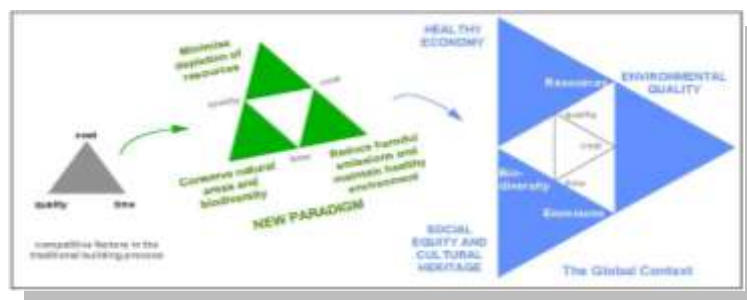 cost
quality
time
competitive factors in the
traditional building process
Minimise
depletion of
resources
quality
cost
time
Conserve natural
areas and
biodiversity
Reduce harmful
emissions and
maintain healthy
environment
NEW PARADIGM
HEALTHY
ECONOMY
Resources
ENVIRONMENTAL
QUALITY
quality
cost
time
Bio-
diversity
Emissions
SOCIAL
EQUITY AND
CULTURAL
HERITAGE
The Global Context